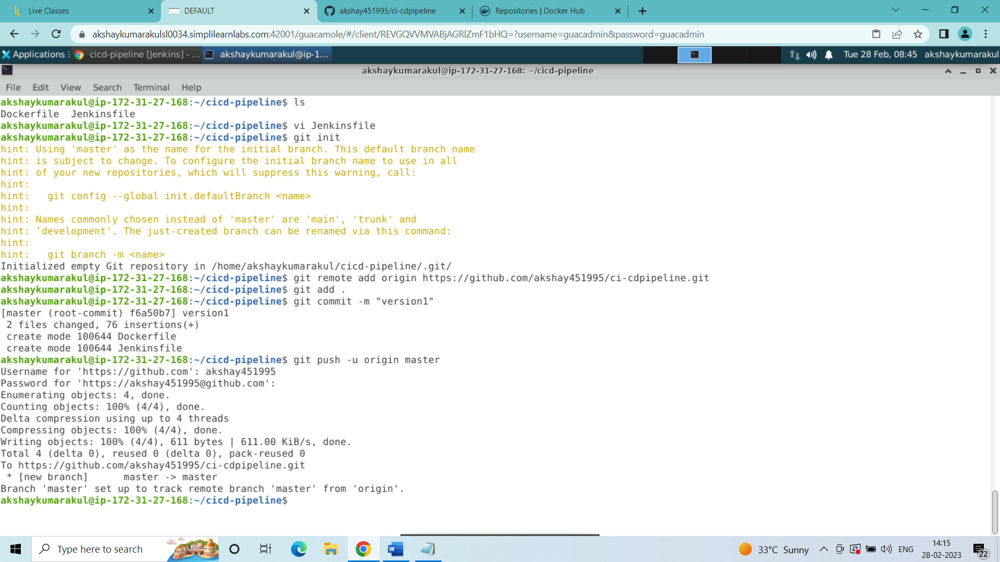 Live Classes
DEFAULT
akshay451995/ci-cdpipeline
Repositories | Docker Hub
akshaykumarakulsl0034.simplilearnlabs.com:42001/guacamole/#/client/REVGQVVMVABjAGRlZmF1bHQ=?username=guacadmin&password=guacadmin
Applications
cicd-pipeline [Jenkins] - ...
akshaykumarakul@ip-1...
Tue 28 Feb, 08:45 akshaykumarakul
akshaykumarakul@ip-172-31-27-168: ~/cicd-pipeline
File Edit View Search Terminal Help
akshaykumarakul@ip-172-31-27-168:~/cicd-pipeline$ ls
Dockerfile  Jenkinsfile
akshaykumarakul@ip-172-31-27-168:~/cicd-pipeline$ vi Jenkinsfile
akshaykumarakul@ip-172-31-27-168:~/cicd-pipeline$ git init
hint: Using 'master' as the name for the initial branch. This default branch name
hint: is subject to change. To configure the initial branch name to use in all
hint: of your new repositories, which will suppress this warning, call:
hint:
hint:   git config --global init.defaultBranch <name>
hint:
hint: Names commonly chosen instead of 'master' are 'main', 'trunk' and
hint: 'development'. The just-created branch can be renamed via this command:
hint:
hint:   git branch -m <name>
Initialized empty Git repository in /home/akshaykumarakul/cicd-pipeline/.git/
akshaykumarakul@ip-172-31-27-168:~/cicd-pipeline$ git remote add origin https://github.com/akshay451995/ci-cdpipeline.git
akshaykumarakul@ip-172-31-27-168:~/cicd-pipeline$ git add .
akshaykumarakul@ip-172-31-27-168:~/cicd-pipeline$ git commit -m "version1"
[master (root-commit) f6a50b7] version1
 2 files changed, 76 insertions(+)
 create mode 100644 Dockerfile
 create mode 100644 Jenkinsfile
akshaykumarakul@ip-172-31-27-168:~/cicd-pipeline$ git push -u origin master
Username for 'https://github.com': akshay451995
Password for 'https://akshay451995@github.com':
Enumerating objects: 4, done.
Counting objects: 100% (4/4), done.
Delta compression using up to 4 threads
Compressing objects: 100% (4/4), done.
Writing objects: 100% (4/4), 611 bytes | 611.00 KiB/s, done.
Total 4 (delta 0), reused 0 (delta 0), pack-reused 0
To https://github.com/akshay451995/ci-cdpipeline.git
 * [new branch]      master -> master
Branch 'master' set up to track remote branch 'master' from 'origin'.
akshaykumarakul@ip-172-31-27-168:~/cicd-pipeline$
Type here to search
33°C Sunny
ENG
14:15
28-02-2023
22